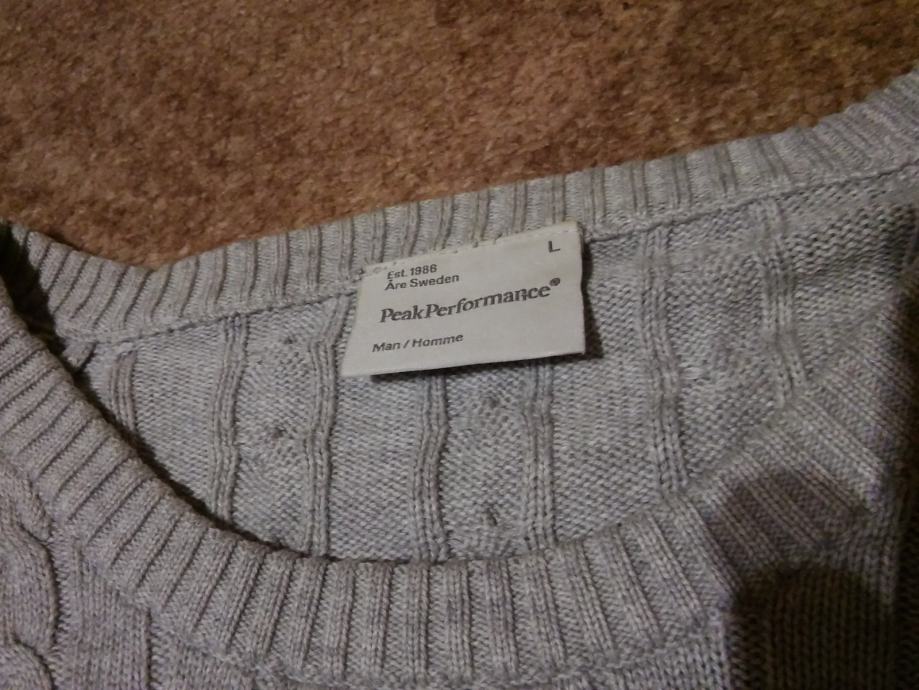 L
Est. 1986
Åre Sweden
PeakPerformance®
Man / Homme